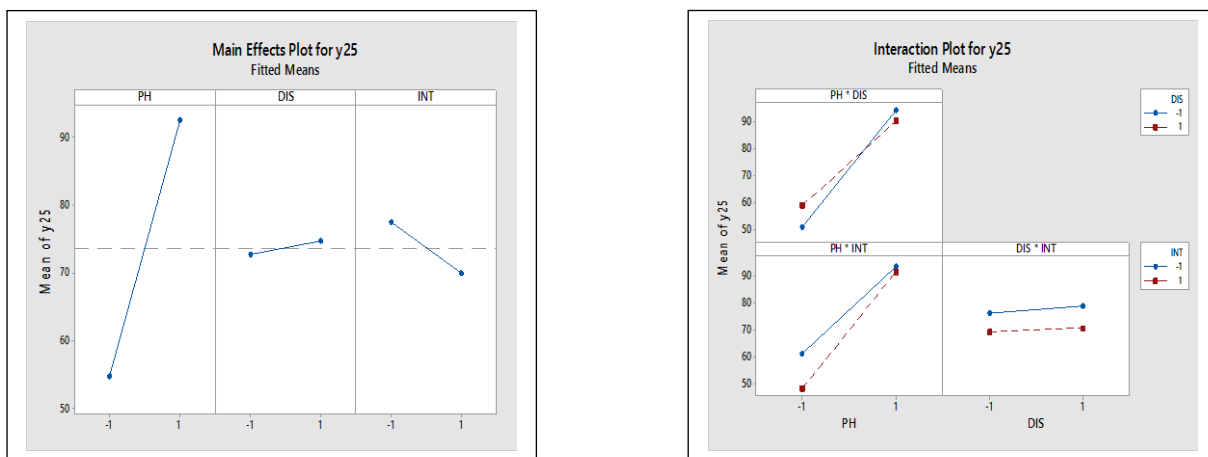 Main Effects Plot for y25
Fitted Means
PH DIS INT
Mean of y25
90
80
70
60
50
-1 1 -1 1 -1 1
Interaction Plot for y25
Fitted Means
PH * DIS
DIS
-1
1
90
80
70
60
50
Mean of y25
PH * INT DIS * INT
INT
-1
1
90
80
70
60
50
-1 1 -1 1
PH DIS